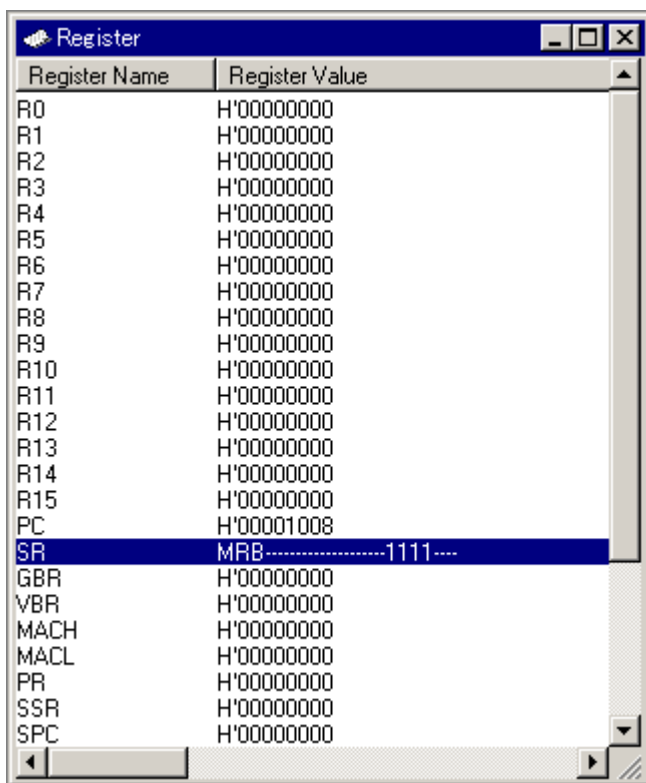 Register
Register Name Register Value
R0 H'00000000
R1 H'00000000
R2 H'00000000
R3 H'00000000
R4 H'00000000
R5 H'00000000
R6 H'00000000
R7 H'00000000
R8 H'00000000
R9 H'00000000
R10 H'00000000
R11 H'00000000
R12 H'00000000
R13 H'00000000
R14 H'00000000
R15 H'00000000
PC H'00001008
SR MRB--------------------1111----
GBR H'00000000
VBR H'00000000
MACH H'00000000
MACL H'00000000
PR H'00000000
SSR H'00000000
SPC H'00000000